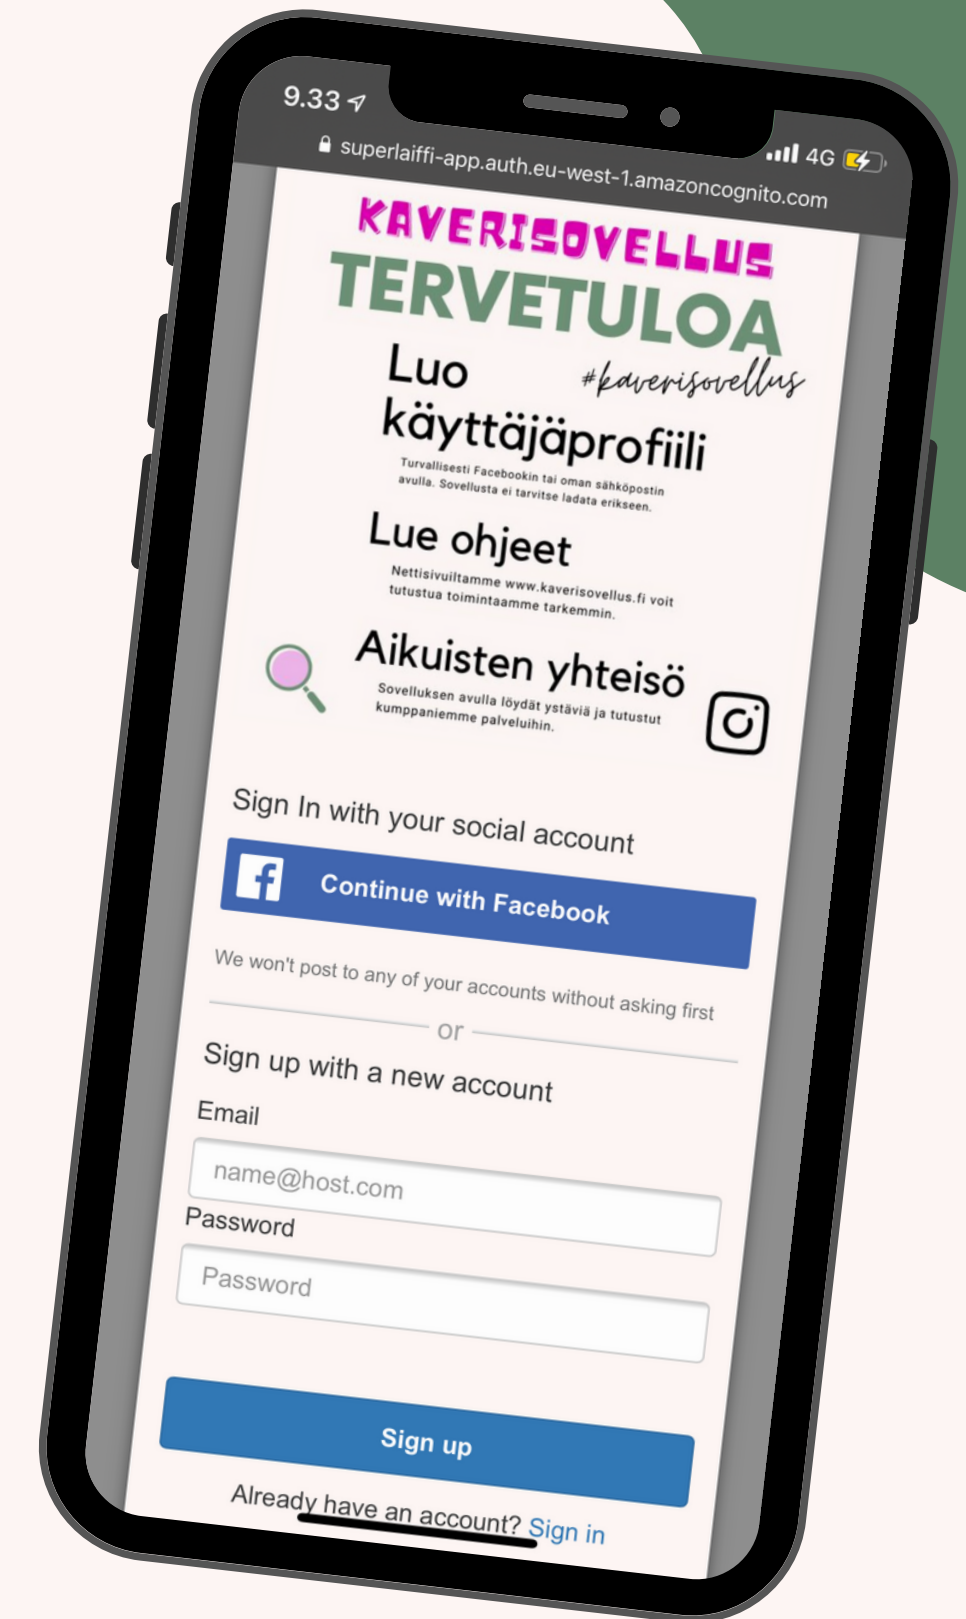 9.33
4G
superlaiffi-app.auth.eu-west-1.amazoncognito.com
KAVERISOVELLUS
TERVETULOA
#kaverisovellus
Luo
käyttäjäprofiili
Turvallisesti Facebookin tai oman sähköpostin
avulla. Sovellusta ei tarvitse ladata erikseen.
Lue ohjeet
Nettisivuiltamme www.kaverisovellus.fi voit
tutustua toimintaamme tarkemmin.
Aikuisten yhteisö
Sovelluksen avulla löydät ystäviä ja tutustut
kumppaniemme palveluihin.
Sign In with your social account
f Continue with Facebook
We won't post to any of your accounts without asking first
or
Sign up with a new account
Email
name@host.com
Password
Password
Sign up
Already have an account? Sign in